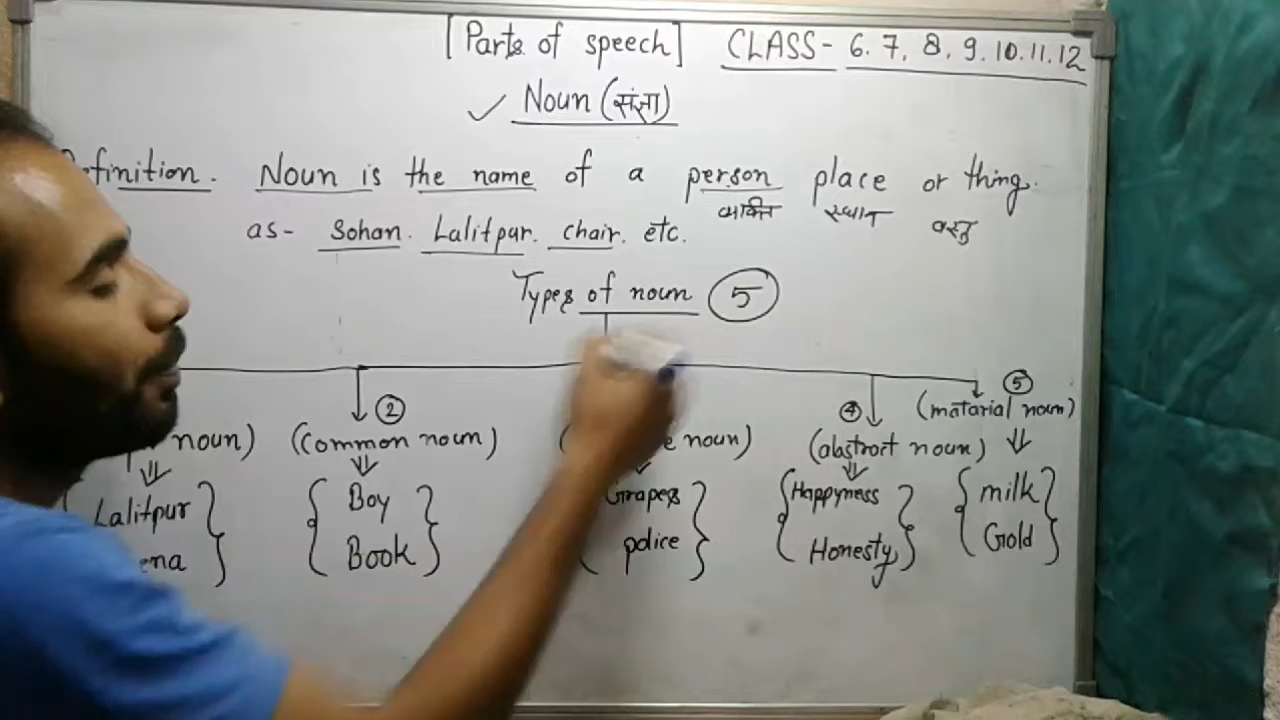 [Parts of speech] CLASS- 6. 7. 8. 9. 10. 11. 12
✓ Noun (संज्ञा)
Definition. Noun is the name of a person place or thing.
व्यक्ति स्थान वस्तु
as- Sohan. Lalitpur. chair. etc.
Types of noun 5
2 4 5
noun) (common noun) noun) (abstract noun) (matarial noun)
Lalitpur Boy Grapes Happyness milk
Book police Honesty Gold